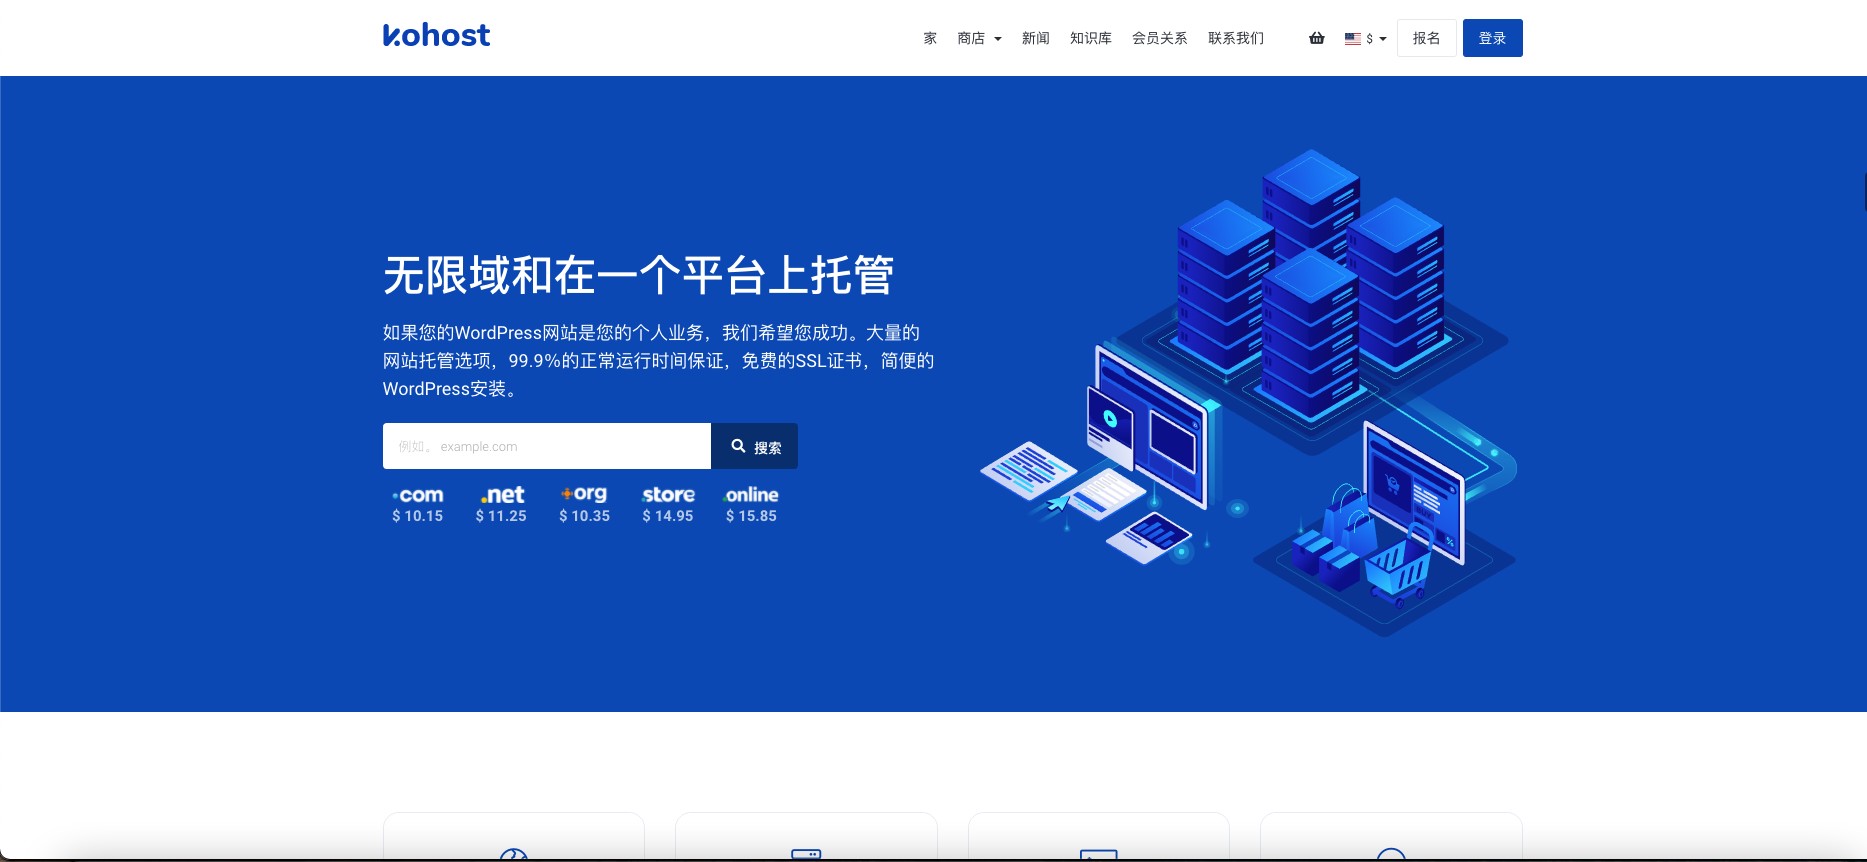 kohost
家 商店 新闻 知识库 会员关系 联系我们 $ 报名 登录
无限域和在一个平台上托管
如果您的WordPress网站是您的个人业务，我们希望您成功。大量的
网站托管选项，99.9%的正常运行时间保证，免费的SSL证书，简便的
WordPress安装。
例如。 example.com 搜索
.com .net .org .store .online
$ 10.15 $ 11.25 $ 10.35 $ 14.95 $ 15.85